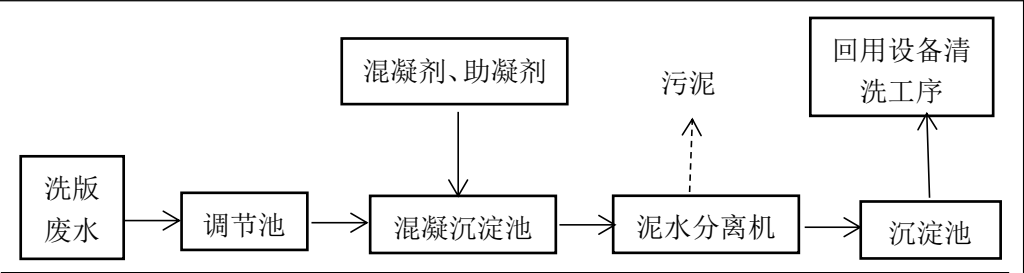 混凝剂、助凝剂
污泥
回用设备清
洗工序
洗版
废水
调节池
混凝沉淀池
泥水分离机
沉淀池